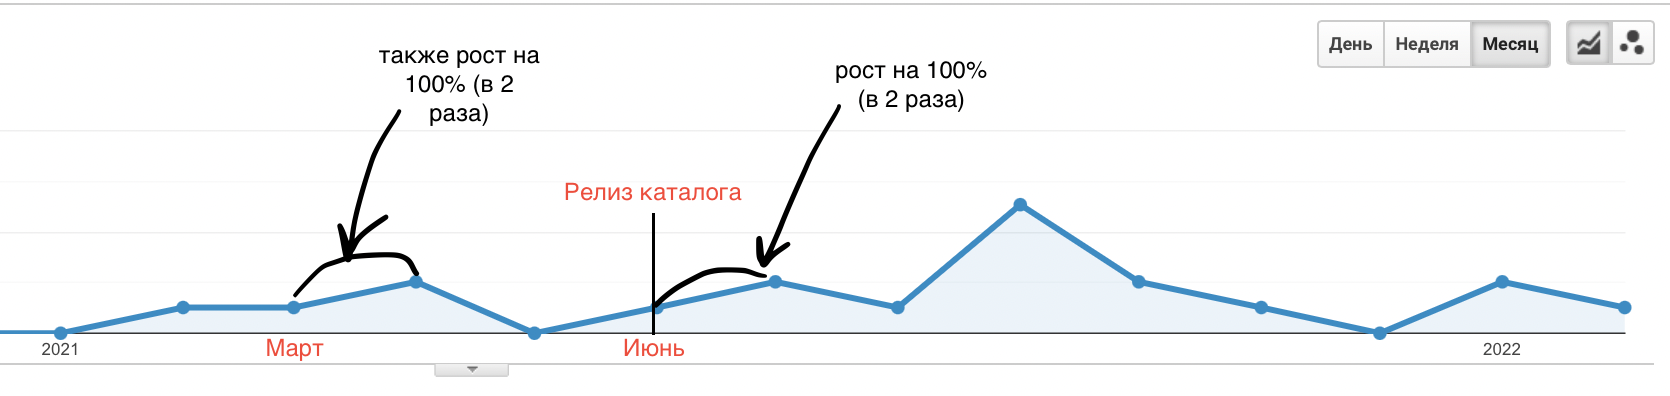 День Неделя Месяц
также рост на
100% (в 2
раза)
рост на 100%
(в 2 раза)
Релиз каталога
2021 Март Июнь 2022